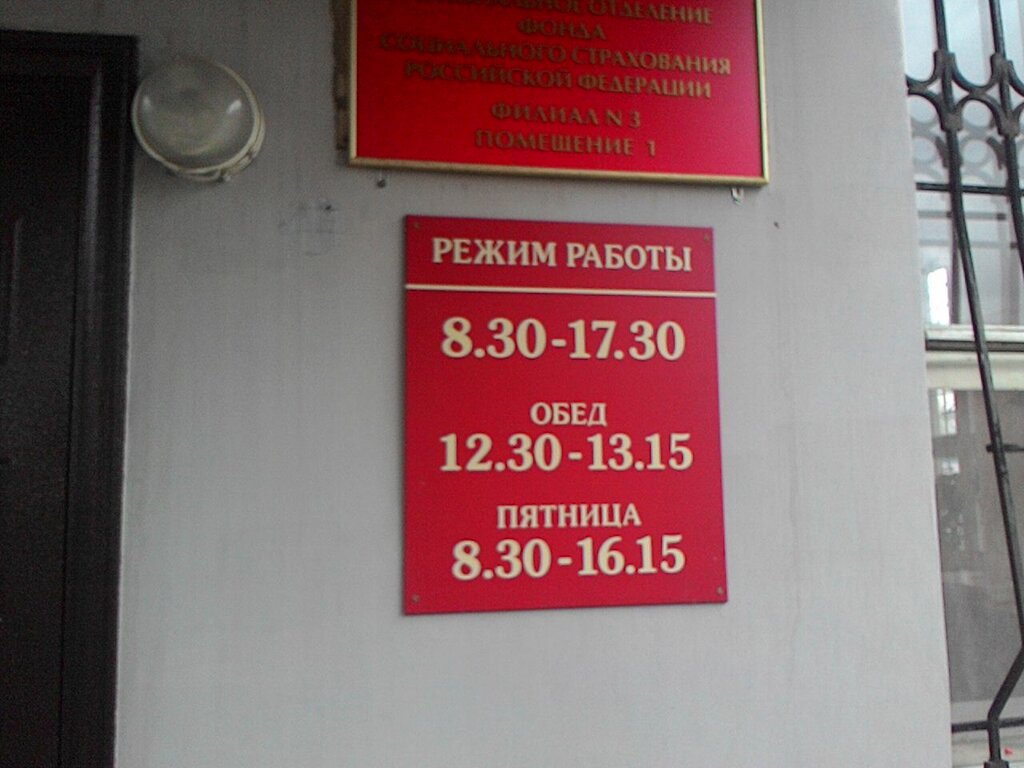 ОТДЕЛЕНИЕ
ФОНДА
СОЦИАЛЬНОГО СТРАХОВАНИЯ
РОССИЙСКОЙ ФЕДЕРАЦИИ
ФИЛИАЛ N 3
ПОМЕЩЕНИЕ 1
РЕЖИМ РАБОТЫ
8.30-17.30
ОБЕД
12.30-13.15
ПЯТНИЦА
8.30-16.15